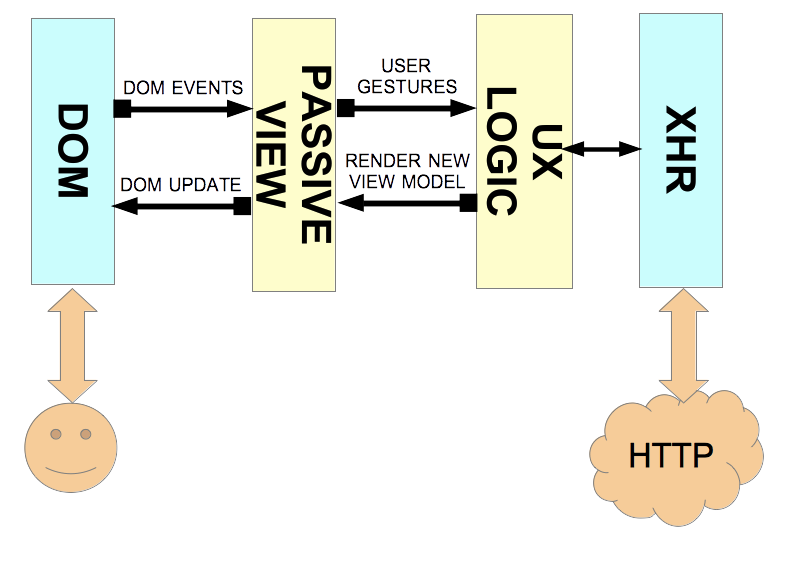 DOM
DOM EVENTS
DOM UPDATE
PASSIVE
VIEW
USER
GESTURES
RENDER NEW
VIEW MODEL
UX
LOGIC
XHR
HTTP